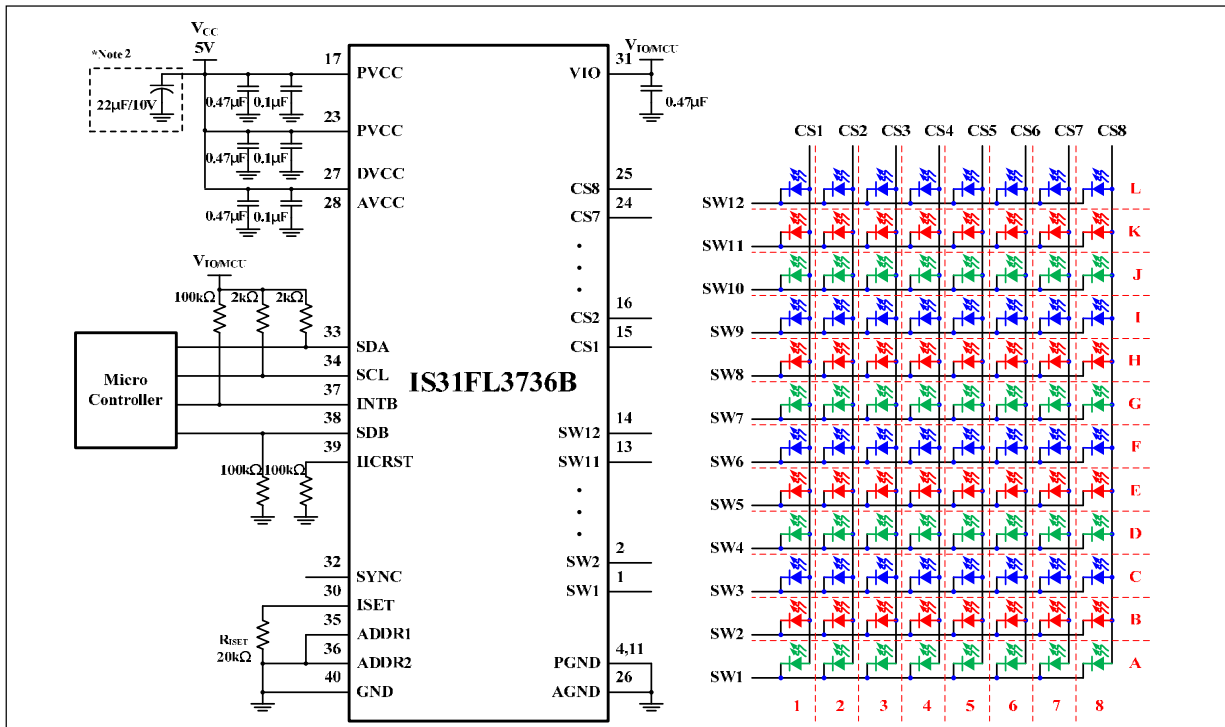 *Note 2
22μF/10V
VCC
5V
0.47μF
0.1μF
0.47μF
0.1μF
0.47μF
0.1μF
17
PVCC
23
PVCC
27
DVCC
28
AVCC
VIO/MCU
100kΩ
2kΩ
2kΩ
Micro
Controller
33
SDA
34
SCL
37
INTB
38
SDB
39
IICRST
100kΩ
100kΩ
32
SYNC
30
ISET
35
ADDR1
36
ADDR2
40
GND
RISET
20kΩ
IS31FL3736B
VIO/MCU
31
VIO
0.47μF
25
CS8
24
CS7
16
CS2
15
CS1
14
SW12
13
SW11
2
SW2
1
SW1
4,11
PGND
26
AGND
CS1 CS2 CS3 CS4 CS5 CS6 CS7 CS8
SW12 L
SW11 K
SW10 J
SW9 I
SW8 H
SW7 G
SW6 F
SW5 E
SW4 D
SW3 C
SW2 B
SW1 A
1 2 3 4 5 6 7 8